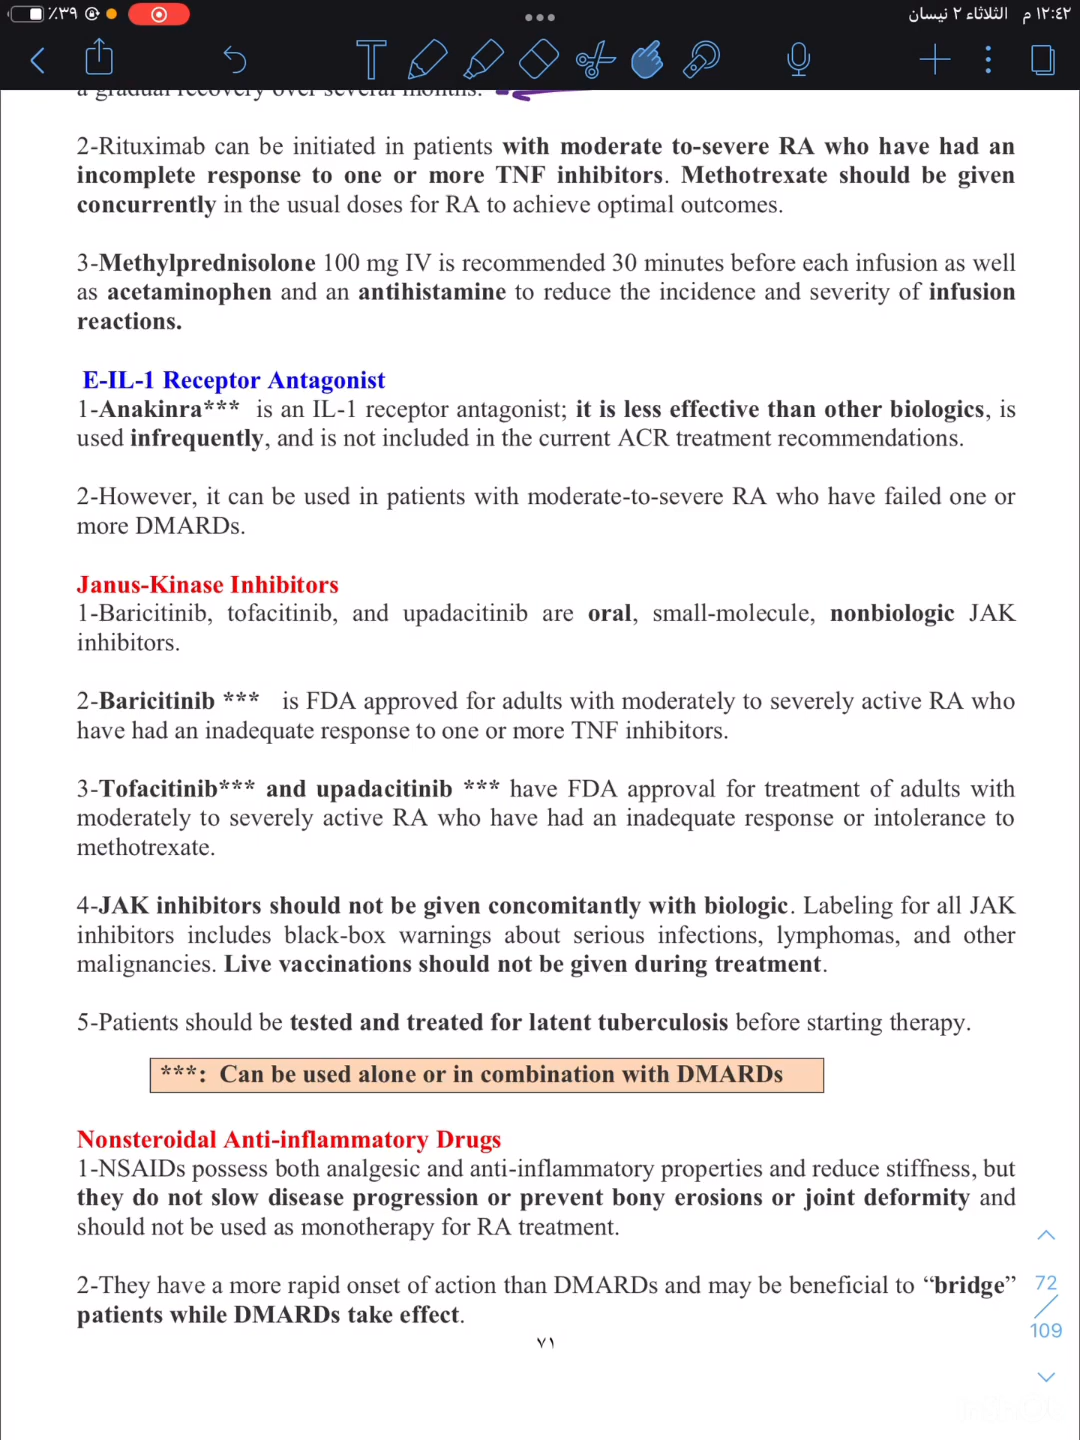 ٪٣٩
١٢:٤٢ م الثلاثاء ٢ نيسان
a gradual recovery over several months.
2-Rituximab can be initiated in patients with moderate to-severe RA who have had an
incomplete response to one or more TNF inhibitors. Methotrexate should be given
concurrently in the usual doses for RA to achieve optimal outcomes.
3-Methylprednisolone 100 mg IV is recommended 30 minutes before each infusion as well
as acetaminophen and an antihistamine to reduce the incidence and severity of infusion
reactions.
E-IL-1 Receptor Antagonist
1-Anakinra*** is an IL-1 receptor antagonist; it is less effective than other biologics, is
used infrequently, and is not included in the current ACR treatment recommendations.
2-However, it can be used in patients with moderate-to-severe RA who have failed one or
more DMARDs.
Janus-Kinase Inhibitors
1-Baricitinib, tofacitinib, and upadacitinib are oral, small-molecule, nonbiologic JAK
inhibitors.
2-Baricitinib *** is FDA approved for adults with moderately to severely active RA who
have had an inadequate response to one or more TNF inhibitors.
3-Tofacitinib*** and upadacitinib *** have FDA approval for treatment of adults with
moderately to severely active RA who have had an inadequate response or intolerance to
methotrexate.
4-JAK inhibitors should not be given concomitantly with biologic. Labeling for all JAK
inhibitors includes black-box warnings about serious infections, lymphomas, and other
malignancies. Live vaccinations should not be given during treatment.
5-Patients should be tested and treated for latent tuberculosis before starting therapy.
***: Can be used alone or in combination with DMARDs
Nonsteroidal Anti-inflammatory Drugs
1-NSAIDs possess both analgesic and anti-inflammatory properties and reduce stiffness, but
they do not slow disease progression or prevent bony erosions or joint deformity and
should not be used as monotherapy for RA treatment.
2-They have a more rapid onset of action than DMARDs and may be beneficial to “bridge”
patients while DMARDs take effect.
72
109
٧١